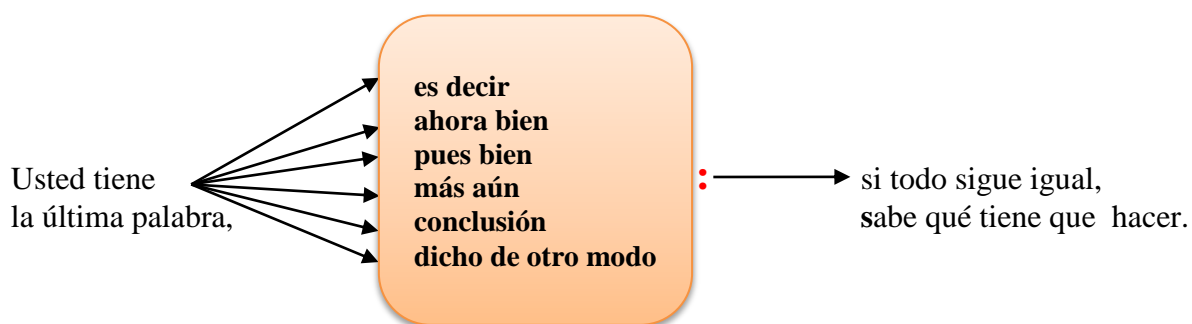 es decir
ahora bien
pues bien
más aún
conclusión
dicho de otro modo
Usted tiene
la última palabra,
:
si todo sigue igual,
sabe qué tiene que hacer.